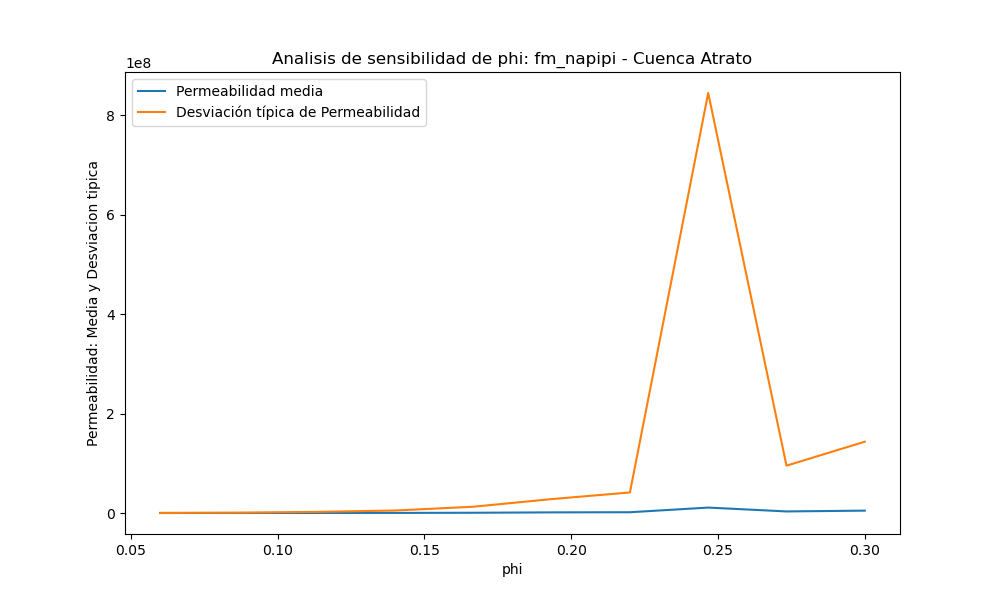 Analisis de sensibilidad de phi: fm_napipi - Cuenca Atrato
1e8
Permeabilidad media
Desviación típica de Permeabilidad
Permeabilidad: Media y Desviacion tipica
8
6
4
2
0
0.05 0.10 0.15 0.20 0.25 0.30
phi